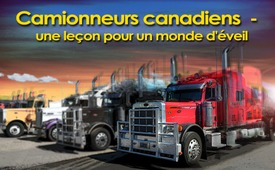 Camionneurs canadiens -
une leçon pour un monde d'éveil